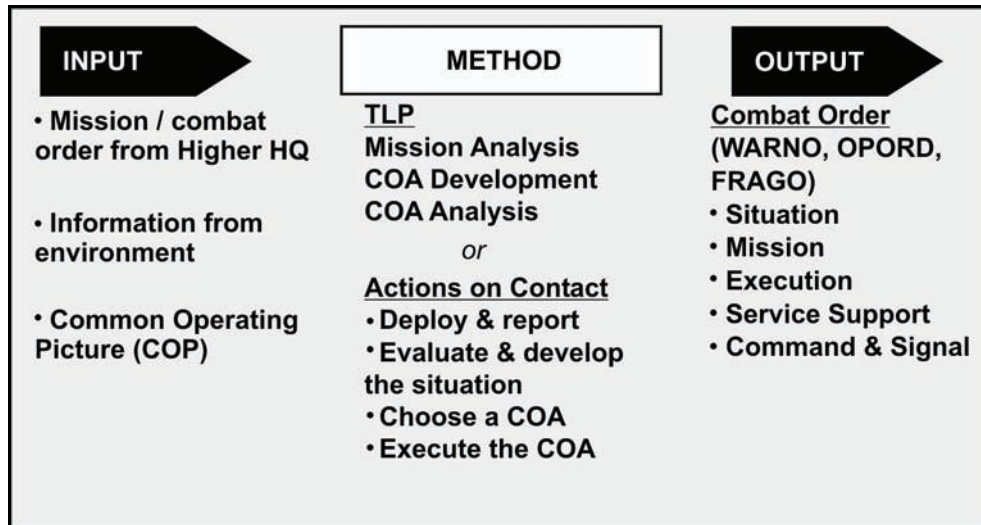 INPUT
• Mission / combat
order from Higher HQ
• Information from
environment
• Common Operating
Picture (COP)
METHOD
TLP
Mission Analysis
COA Development
COA Analysis
or
Actions on Contact
• Deploy & report
• Evaluate & develop
the situation
• Choose a COA
• Execute the COA
OUTPUT
Combat Order
(WARNO, OPORD,
FRAGO)
• Situation
• Mission
• Execution
• Service Support
• Command & Signal